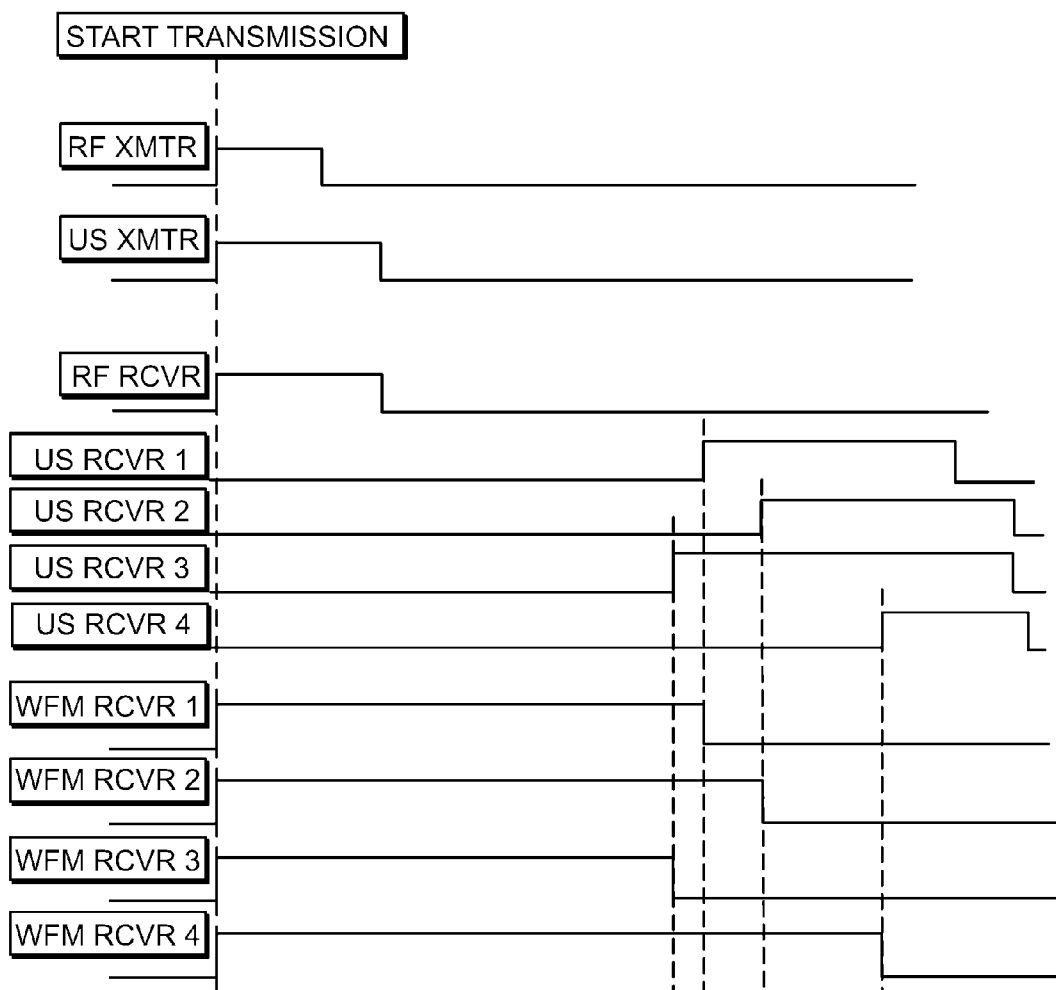 START TRANSMISSION
RF XMTR
US XMTR
RF RCVR
US RCVR 1
US RCVR 2
US RCVR 3
US RCVR 4
WFM RCVR 1
WFM RCVR 2
WFM RCVR 3
WFM RCVR 4